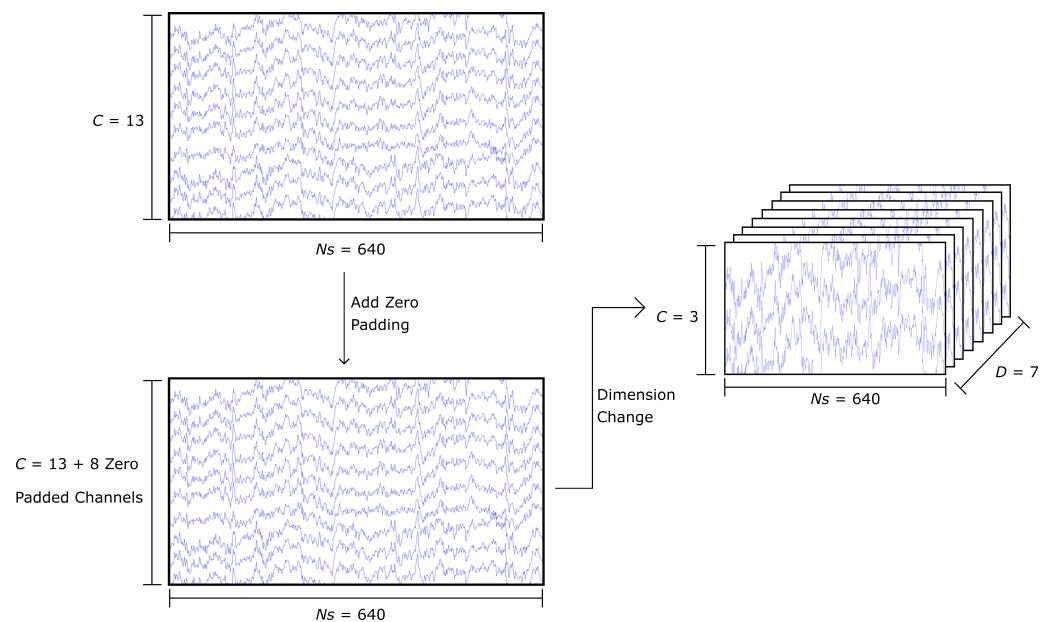 C = 13
Ns = 640
Add Zero
Padding
C = 13 + 8 Zero
Padded Channels
Ns = 640
Dimension
Change
C = 3
Ns = 640
D = 7